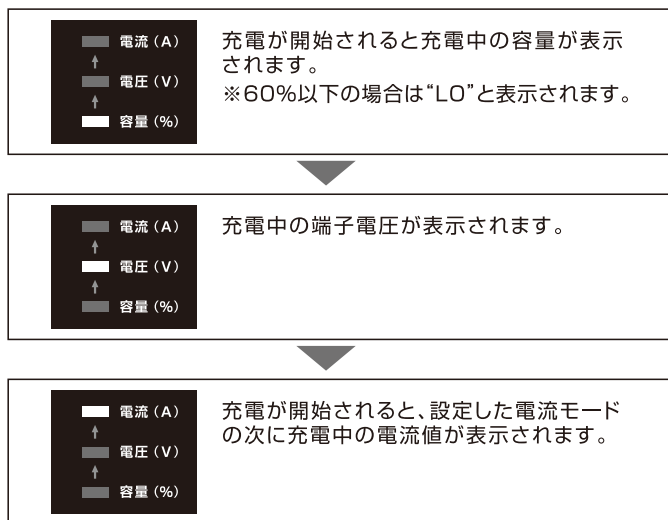 電流（A）
電圧（V）
容量（%）
充電が開始されると充電中の容量が表示
されます。
※60％以下の場合は“LO”と表示されます。
電流（A）
電圧（V）
容量（%）
充電中の端子電圧が表示されます。
電流（A）
電圧（V）
容量（%）
充電が開始されると、設定した電流モード
の次に充電中の電流値が表示されます。